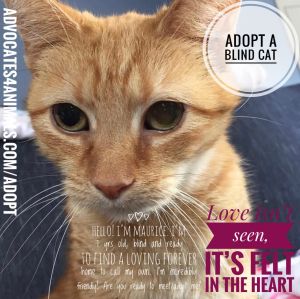 ADVOCATES4ANIMALS.COM/ADOPT
ADOPT A
BLIND CAT
HELLO! I'M MAURICE. I'M
7 yrs. old, blind and ready
TO FIND A LOVING FOREVER
home to call my own. I'm incredibly
friendly! Are you ready to meet/adopt me?
Love isn't
seen,
IT'S FELT
IN THE HEART